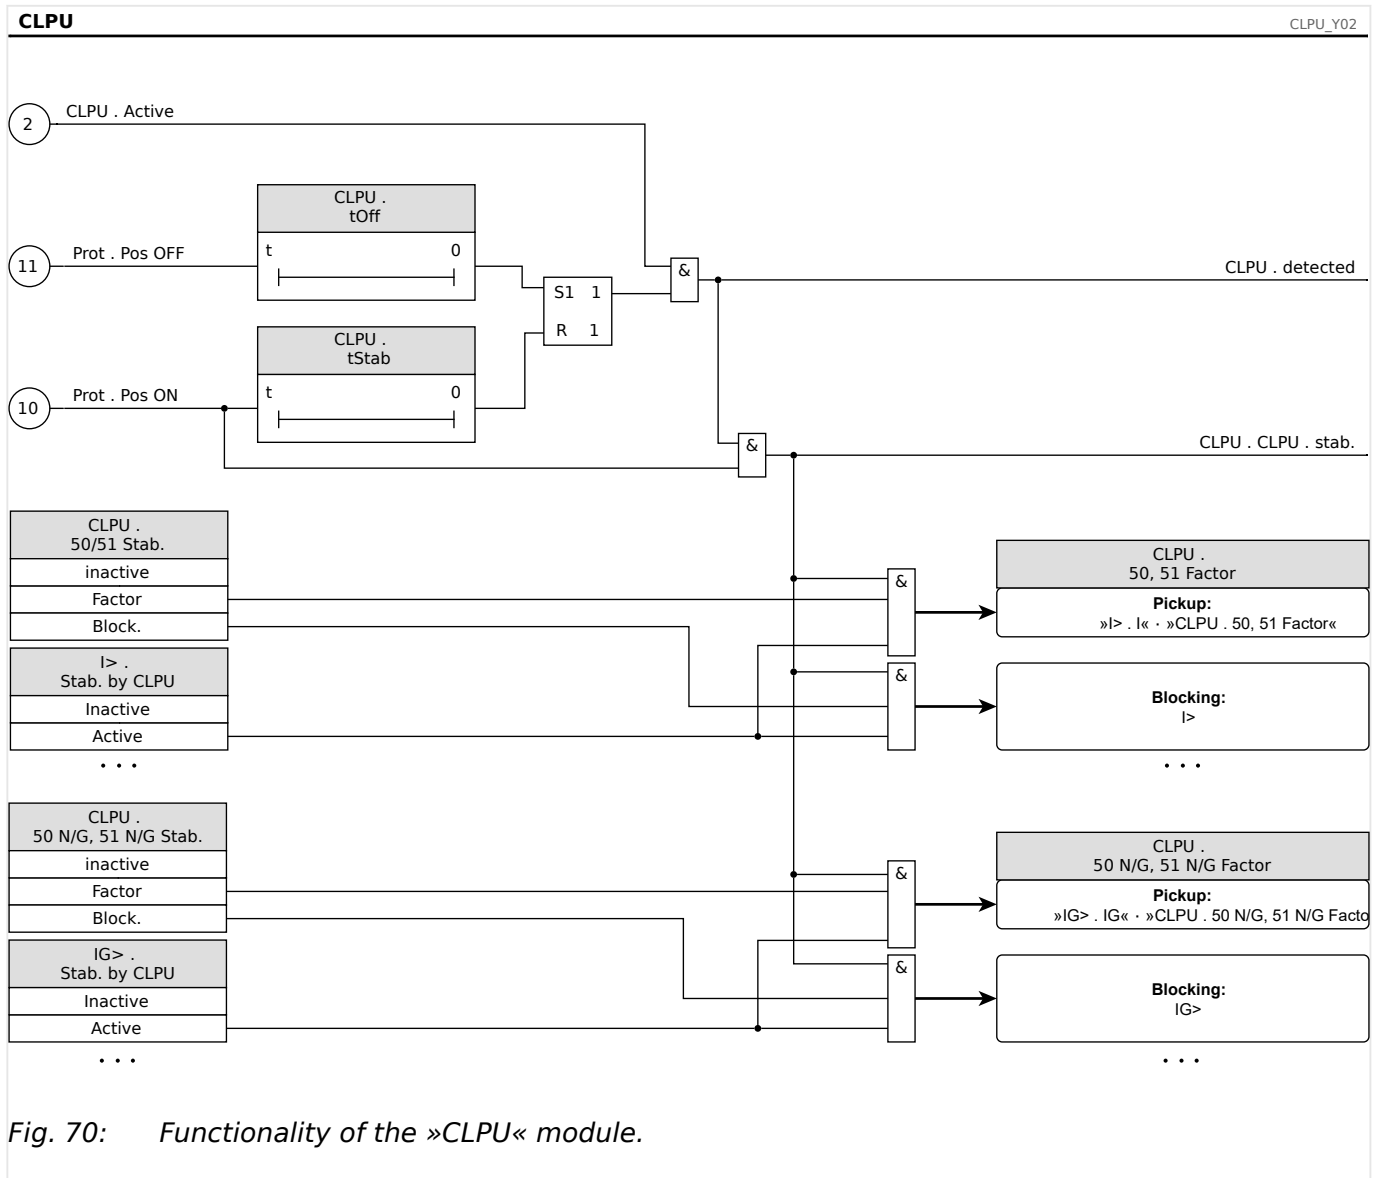 CLPU
CLPU_Y02
2
CLPU . Active
CLPU .
tOff
t 0
11
Prot . Pos OFF
S1 1
R 1
&
CLPU . detected
CLPU .
tStab
t 0
10
Prot . Pos ON
&
CLPU . CLPU . stab.
CLPU .
50/51 Stab.
inactive
Factor
Block.
I> .
Stab. by CLPU
Inactive
Active
. . .
&
&
CLPU .
50, 51 Factor
Pickup:
»I> . I« · »CLPU . 50, 51 Factor«
Blocking:
I>
. . .
CLPU .
50 N/G, 51 N/G Stab.
inactive
Factor
Block.
IG> .
Stab. by CLPU
Inactive
Active
. . .
&
&
CLPU .
50 N/G, 51 N/G Factor
Pickup:
»IG> . IG« · »CLPU . 50 N/G, 51 N/G Facto
Blocking:
IG>
. . .
Fig. 70: Functionality of the »CLPU« module.